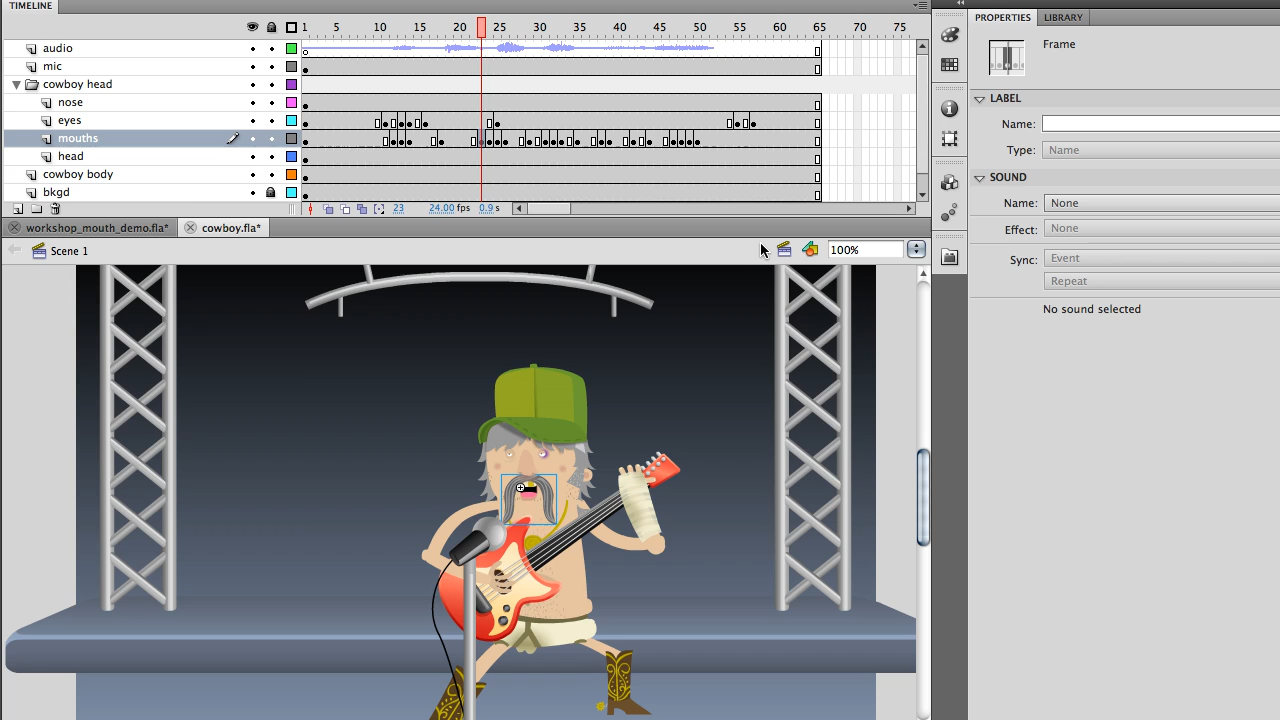 TIMELINE
1 5 10 15 20 25 30 35 40 45 50 55 60 65 70 75
audio
mic
cowboy head
nose
eyes
mouths
head
cowboy body
bkgd
23 24.00 fps 0.9 s
workshop_mouth_demo.fla* cowboy.fla*
Scene 1 100%
PROPERTIES LIBRARY
Frame
LABEL
Name:
Type: Name
SOUND
Name: None
Effect: None
Sync: Event
Repeat
No sound selected